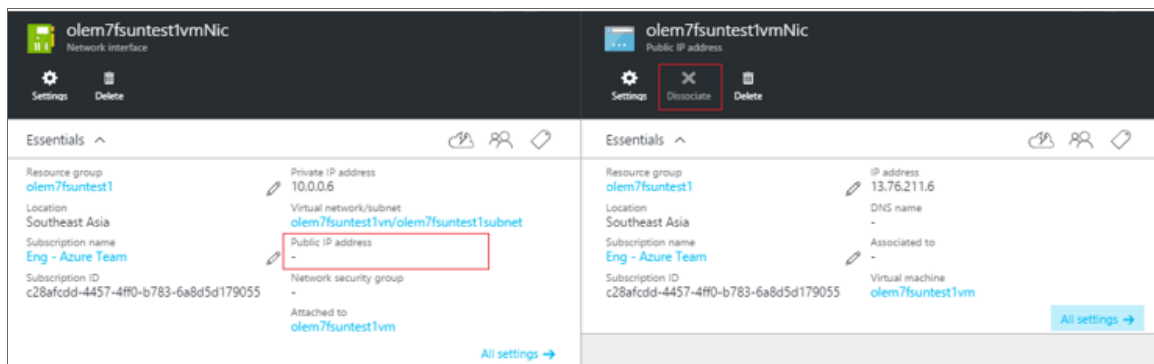 olem7fsuntest1vmNic
Network interface
Settings Delete
Essentials
Resource group
olem7fsuntest1
Location
Southeast Asia
Subscription name
Eng - Azure Team
Subscription ID
c28afcdd-4457-4ff0-b783-6a8d5d179055
Private IP address
10.0.0.6
Virtual network/subnet
olem7fsuntest1vn/olem7fsuntest1subnet
Public IP address
-
Network security group
-
Attached to
olem7fsuntest1vm
All settings →
olem7fsuntest1vmNic
Public IP address
Settings Dissociate Delete
Essentials
Resource group
olem7fsuntest1
Location
Southeast Asia
Subscription name
Eng - Azure Team
Subscription ID
c28afcdd-4457-4ff0-b783-6a8d5d179055
IP address
13.76.211.6
DNS name
-
Associated to
-
Virtual machine
olem7fsuntest1vm
All settings →